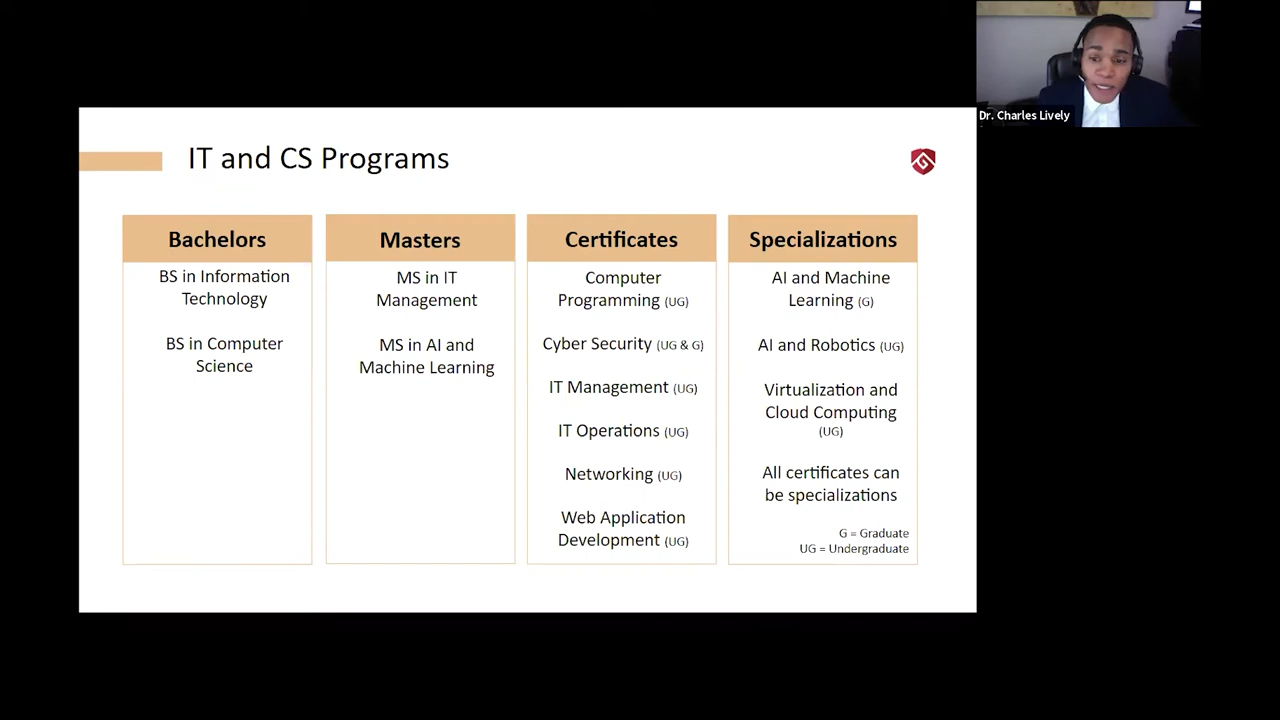 Dr. Charles Lively
IT and CS Programs
Bachelors
BS in Information
Technology
BS in Computer
Science
Masters
MS in IT
Management
MS in AI and
Machine Learning
Certificates
Computer
Programming (UG)
Cyber Security (UG & G)
IT Management (UG)
IT Operations (UG)
Networking (UG)
Web Application
Development (UG)
Specializations
AI and Machine
Learning (G)
AI and Robotics (UG)
Virtualization and
Cloud Computing
(UG)
All certificates can
be specializations
G = Graduate
UG = Undergraduate